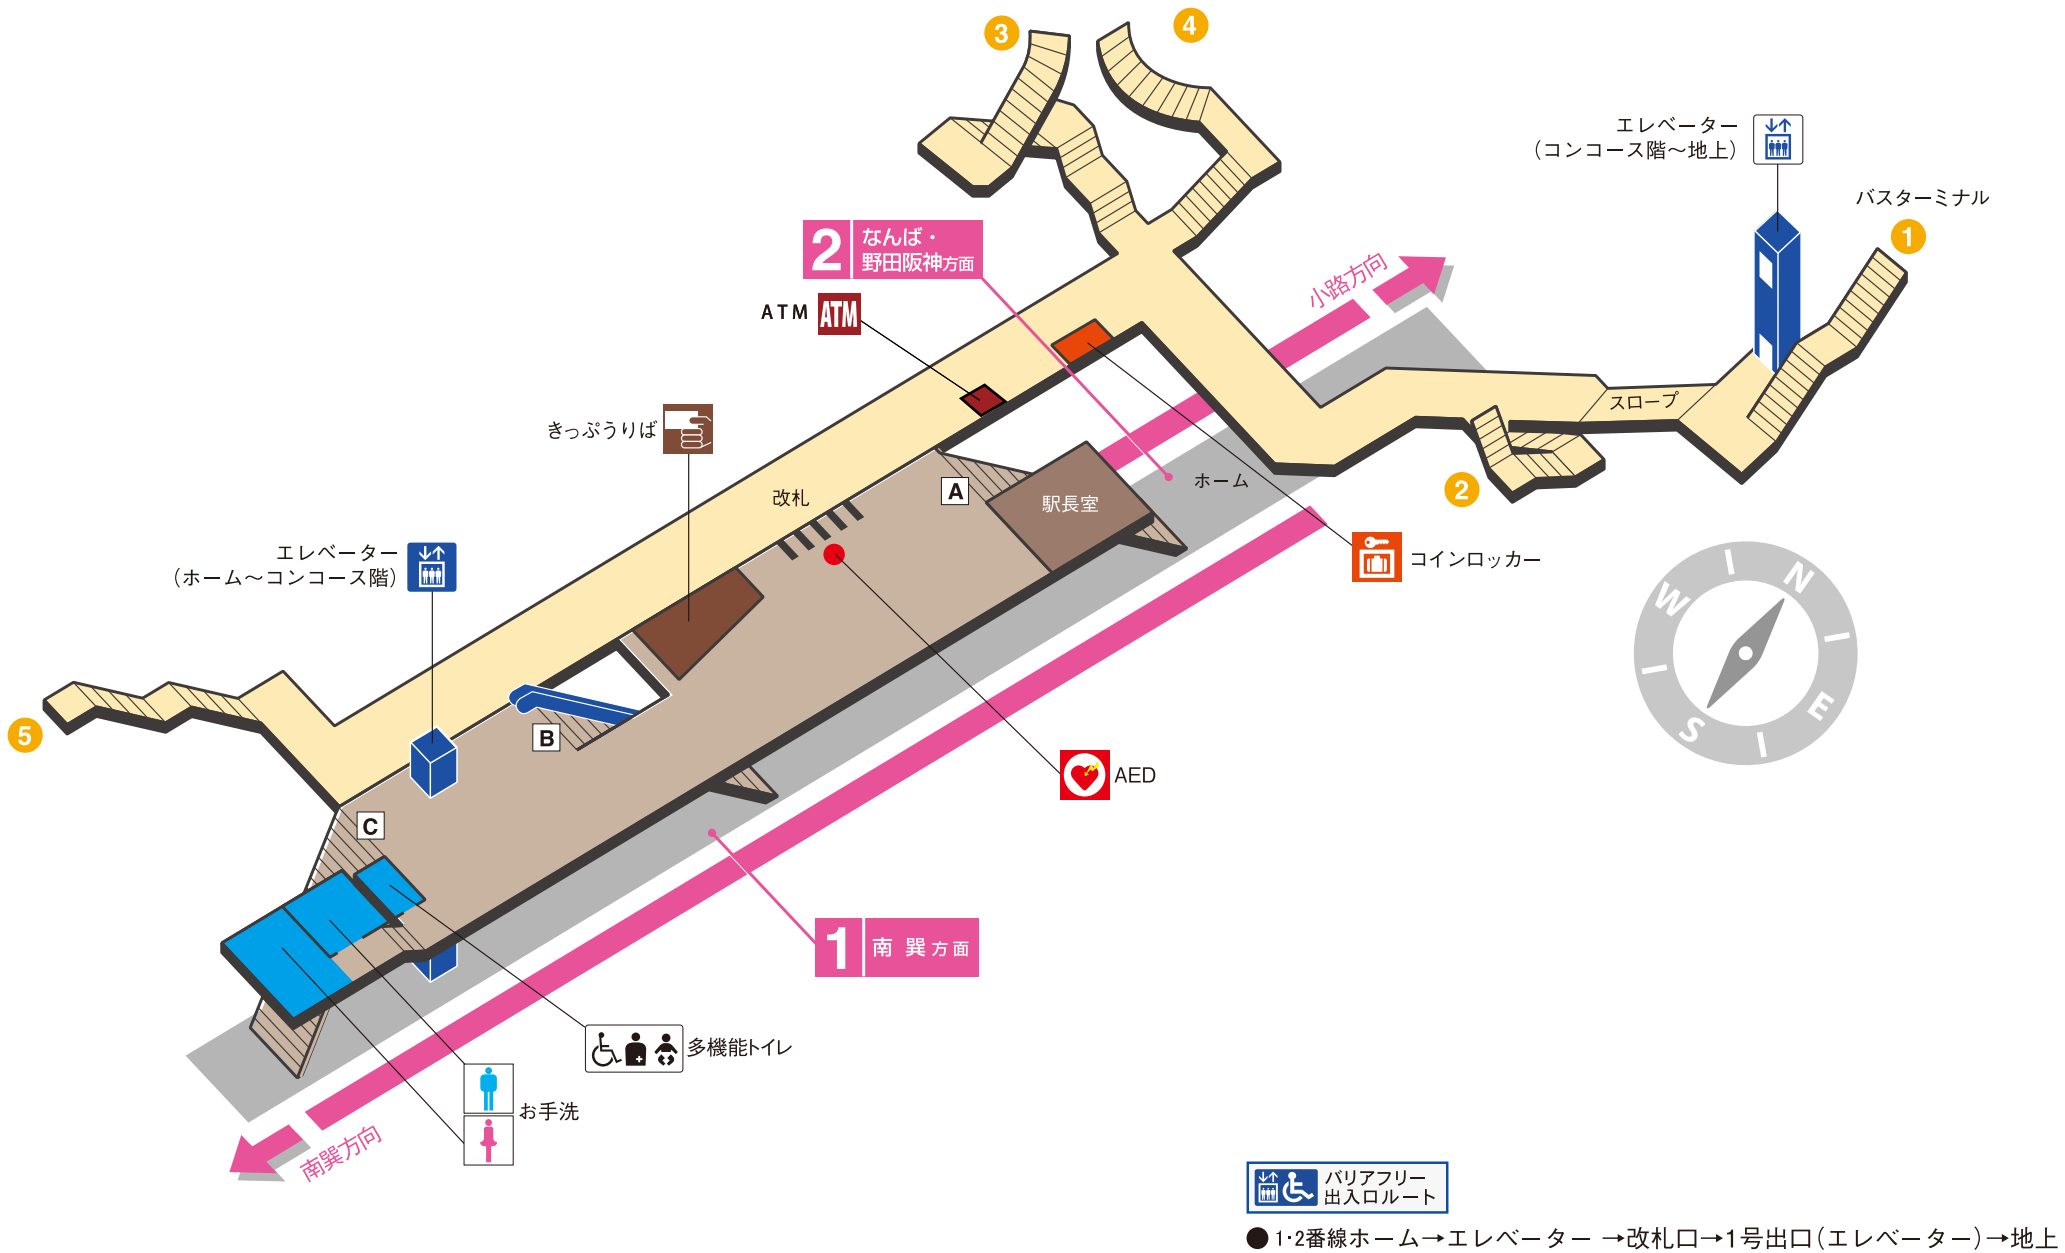 3
4
エレベーター
（コンコース階～地上）
バスターミナル
1
2 なんば・
野田阪神方面
小路方向
ATM ATM
スロープ
きっぷうりば
改札
A
駅長室
ホーム
2
コインロッカー
エレベーター
（ホーム～コンコース階）
N
W
E
S
5
B
AED
C
1 南巽方面
多機能トイレ
お手洗
南巽方向
バリアフリー
出入口ルート
●1・2番線ホーム→エレベーター →改札口→1号出口（エレベーター）→地上